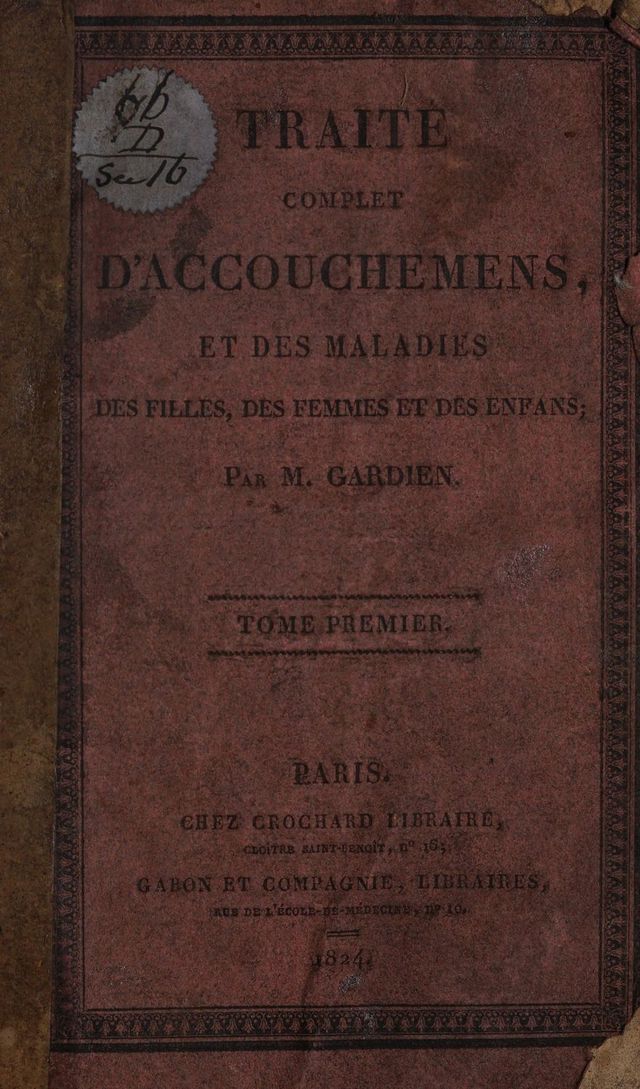 TRAITÉ
COMPLET
D'ACCOUCHEMENS,
ET DES MALADIES
DES FILLES, DES FEMMES ET DES ENFANS;
PAR M. GARDIEN.
TOME PREMIER.
PARIS.
CHEZ CROCHARD LIBRAIRE,
CLOÎTRE SAINT-BENOÎT, nº 16;
GABON ET COMPAGNIE, LIBRAIRES,
RUE DE L'ÉCOLE-DE-MÉDECINE, Nº 10.
1824.